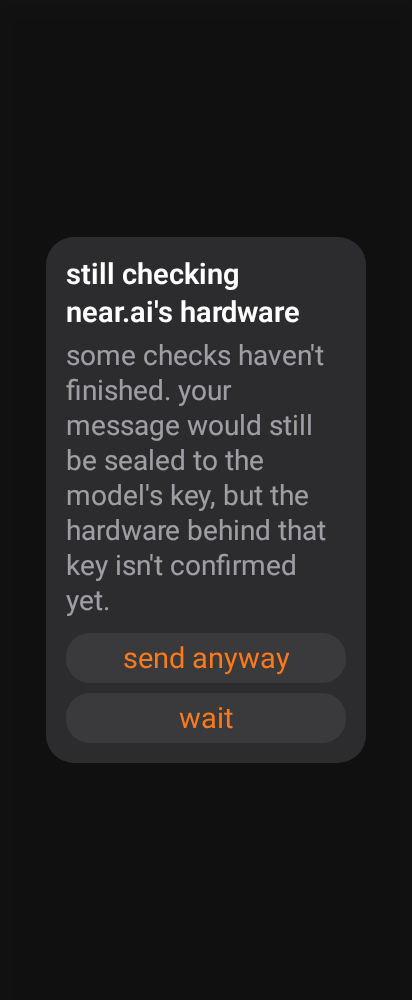 still checking
near.ai's hardware
some checks haven't
finished. your
message would still
be sealed to the
model's key, but the
hardware behind that
key isn't confirmed
yet.
send anyway
wait